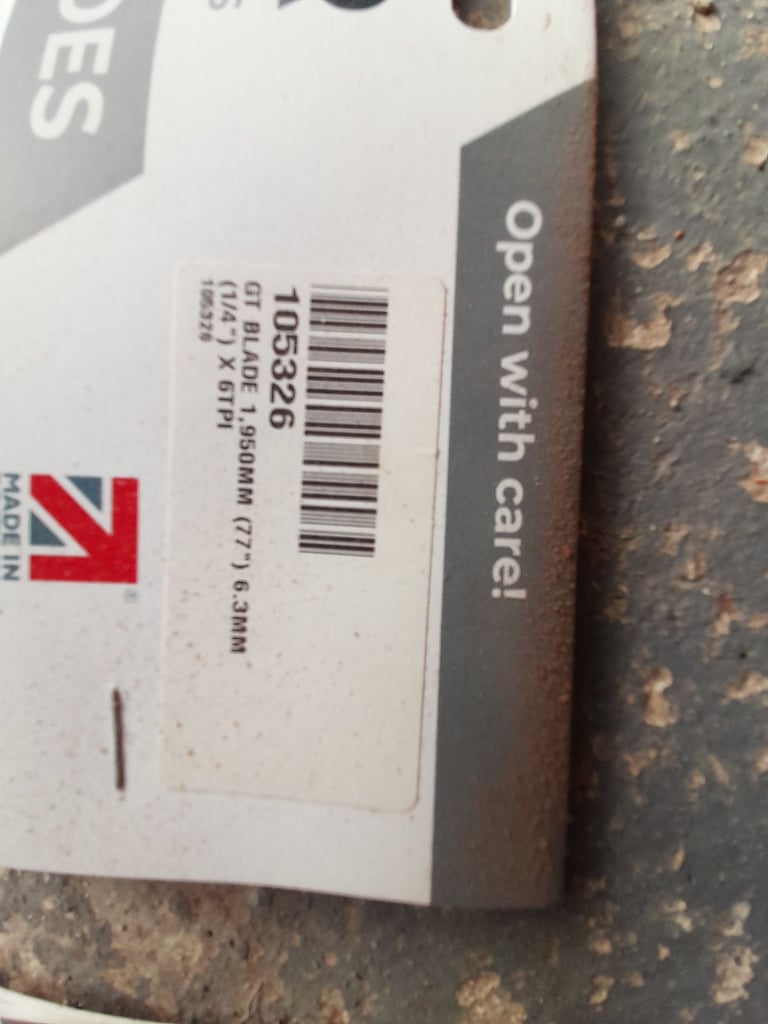 DES
S
R
Open with care!
105326
GT BLADE 1,950MM (77") 6.3MM
(1/4") X 6TPI
105326
MADE IN
®